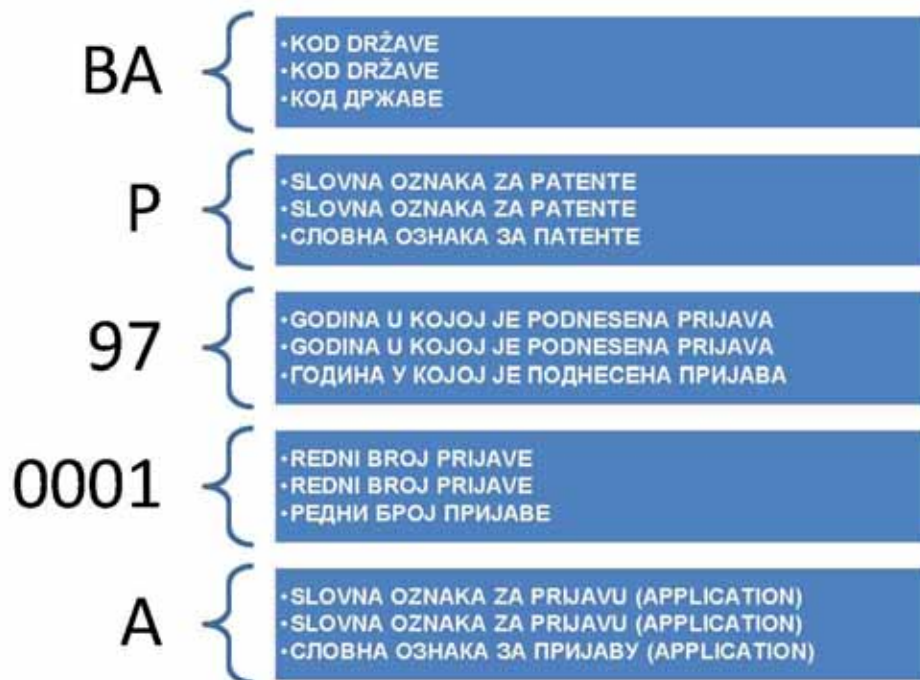 BA
•KOD DRŽAVE
•KOD DRŽAVE
•КОД ДРЖАВЕ
P
•SLOVNA OZNAKA ZA PATENTE
•SLOVNA OZNAKA ZA PATENTE
•СЛОВНА ОЗНАКА ЗА ПАТЕНТЕ
97
•GODINA U KOJOJ JE PODNESENA PRIJAVA
•GODINA U KOJOJ JE PODNESENA PRIJAVA
•ГОДИНА У КОЈОЈ ЈЕ ПОДНЕСЕНА ПРИЈАВА
0001
•REDNI BROJ PRIJAVE
•REDNI BROJ PRIJAVE
•РЕДНИ БРОЈ ПРИЈАВЕ
A
•SLOVNA OZNAKA ZA PRIJAVU (APPLICATION)
•SLOVNA OZNAKA ZA PRIJAVU (APPLICATION)
•СЛОВНА ОЗНАКА ЗА ПРИЈАВУ (APPLICATION)